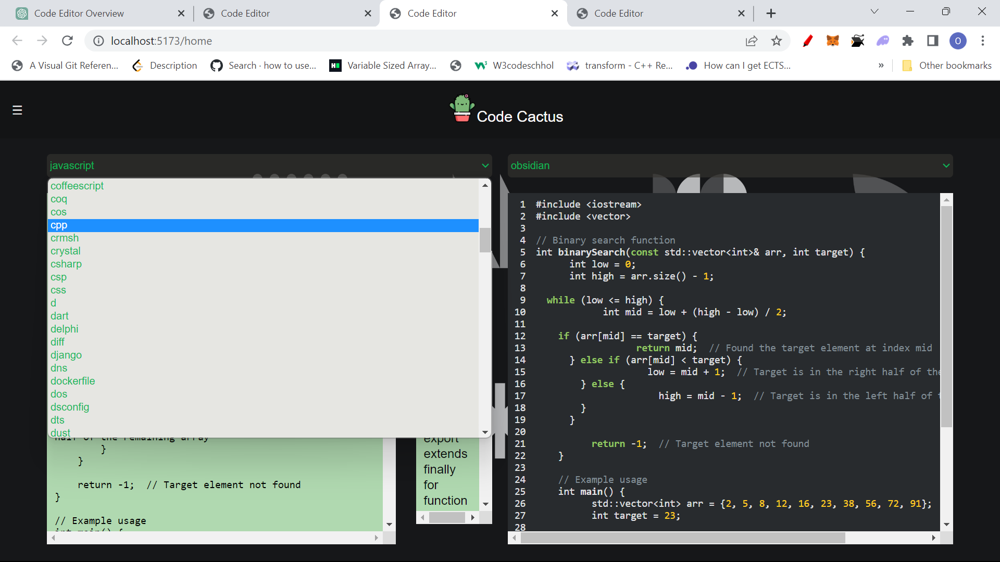 Code Editor Overview
Code Editor
Code Editor
Code Editor
localhost:5173/home
O
A Visual Git Referen...
Description
Search · how to use...
Variable Sized Array...
W3codeschhol
transform - C++ Re...
How can I get ECTS...
»
Other bookmarks
Code Cactus
javascript
obsidian
coffeescript
coq
cos
cpp
crmsh
crystal
csharp
csp
css
d
dart
delphi
diff
django
dns
dockerfile
dos
dsconfig
dts
dust
half of the remaining array
        }
    }
    return -1;  // Target element not found
}
// Example usage
int main() {
export
extends
finally
for
function
1 #include <iostream>
2 #include <vector>
3
4 // Binary search function
5 int binarySearch(const std::vector<int>& arr, int target) {
6       int low = 0;
7       int high = arr.size() - 1;
8
9   while (low <= high) {
10            int mid = low + (high - low) / 2;
11
12    if (arr[mid] == target) {
13                  return mid;  // Found the target element at index mid
14      } else if (arr[mid] < target) {
15                    low = mid + 1;  // Target is in the right half of the
16        } else {
17                      high = mid - 1;  // Target is in the left half of
18        }
19      }
20
21          return -1;  // Target element not found
22    }
23
24    // Example usage
25    int main() {
26          std::vector<int> arr = {2, 5, 8, 12, 16, 23, 38, 56, 72, 91};
27          int target = 23;
28